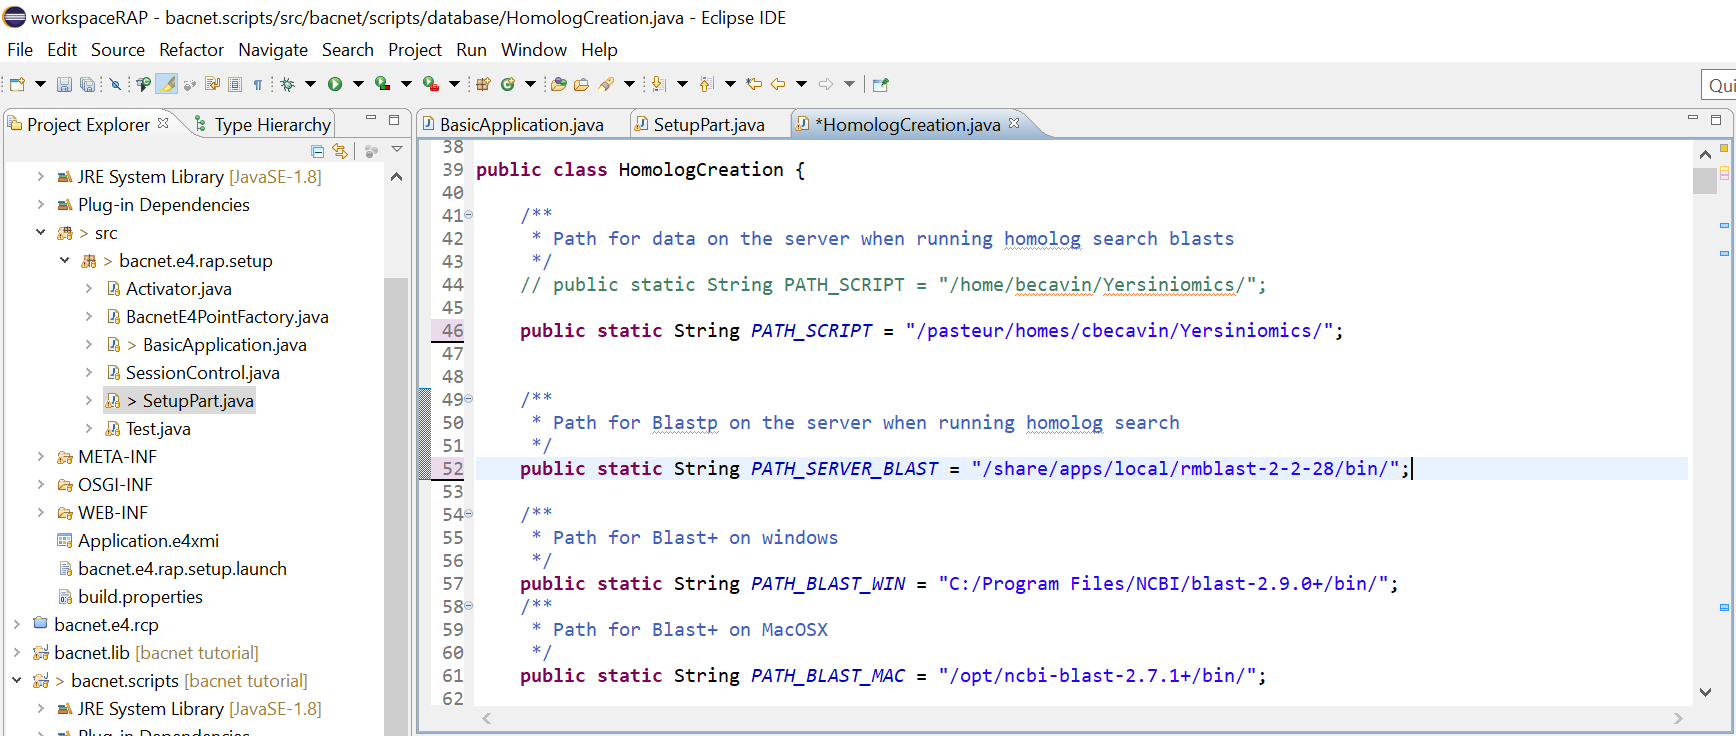 workspaceRAP - bacnet.scripts/src/bacnet/scripts/database/HomologCreation.java - Eclipse IDE
File Edit Source Refactor Navigate Search Project Run Window Help
Qui
Project Explorer
Type Hierarchy
JRE System Library [JavaSE-1.8]
Plug-in Dependencies
> src
> bacnet.e4.rap.setup
Activator.java
BacnetE4PointFactory.java
> BasicApplication.java
SessionControl.java
> SetupPart.java
Test.java
META-INF
OSGI-INF
WEB-INF
Application.e4xmi
bacnet.e4.rap.setup.launch
build.properties
bacnet.e4.rcp
bacnet.lib [bacnet tutorial]
> bacnet.scripts [bacnet tutorial]
JRE System Library [JavaSE-1.8]
Plug-in Dependencies
BasicApplication.java
SetupPart.java
*HomologCreation.java
38
39 public class HomologCreation {
40
41 /**
42 * Path for data on the server when running homolog search blasts
43 */
44 // public static String PATH_SCRIPT = "/home/becavin/Yersiniomics/";
45
46 public static String PATH_SCRIPT = "/pasteur/homes/cbecavin/Yersiniomics/";
47
48
49 /**
50 * Path for Blastp on the server when running homolog search
51 */
52 public static String PATH_SERVER_BLAST = "/share/apps/local/rmblast-2-2-28/bin/";
53
54 /**
55 * Path for Blast+ on windows
56 */
57 public static String PATH_BLAST_WIN = "C:/Program Files/NCBI/blast-2.9.0+/bin/";
58 /**
59 * Path for Blast+ on MacOSX
60 */
61 public static String PATH_BLAST_MAC = "/opt/ncbi-blast-2.7.1+/bin/";
62